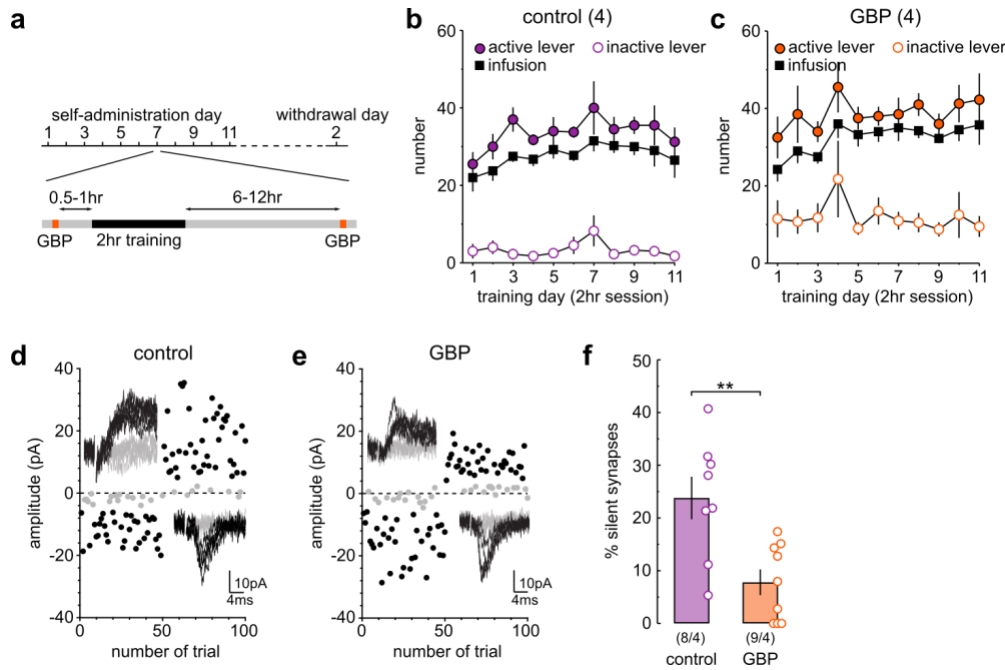 a
self-administration day
withdrawal day
1 3 5 7 9 11 2
0.5-1hr
6-12hr
GBP
2hr training
GBP
b
control (4)
active lever
inactive lever
infusion
number
60
40
20
0
1 3 5 7 9 11
training day (2hr session)
c
GBP (4)
active lever
inactive lever
infusion
number
60
40
20
0
1 3 5 7 9 11
training day (2hr session)
d
control
amplitude (pA)
40
20
0
-20
-40
10pA
4ms
0 50 100
number of trial
e
GBP
amplitude (pA)
40
20
0
-20
-40
10pA
4ms
0 50 100
number of trial
f
**
% silent synapses
50
40
30
20
10
0
(8/4) (9/4)
control GBP